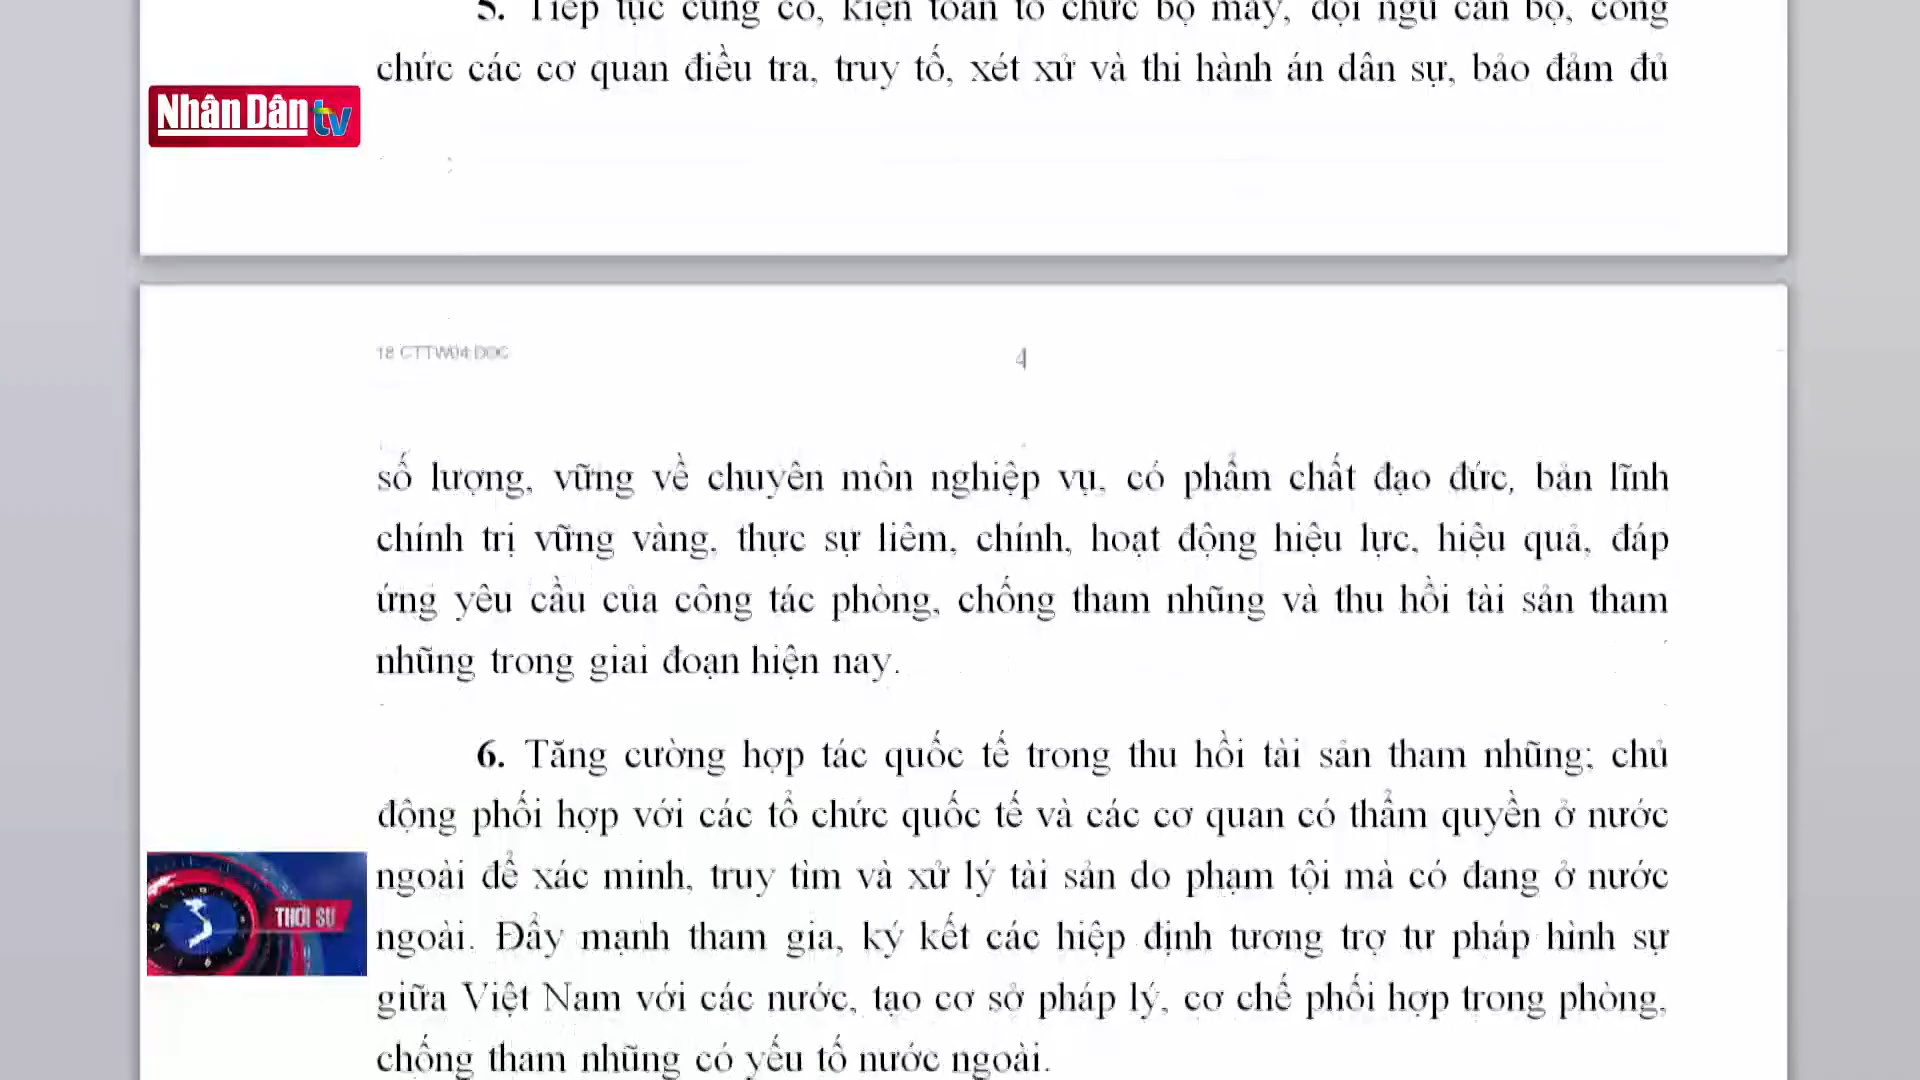 5. Tiếp tục củng cố, kiện toàn tổ chức bộ máy, đội ngũ cán bộ, công
chức các cơ quan điều tra, truy tố, xét xử và thi hành án dân sự, bảo đảm đủ
Nhân Dân tv
18 CTTW04.DOC
4
số lượng, vững về chuyên môn nghiệp vụ, có phẩm chất đạo đức, bản lĩnh
chính trị vững vàng, thực sự liêm, chính, hoạt động hiệu lực, hiệu quả, đáp
ứng yêu cầu của công tác phòng, chống tham nhũng và thu hồi tài sản tham
nhũng trong giai đoạn hiện nay.
6. Tăng cường hợp tác quốc tế trong thu hồi tài sản tham nhũng; chủ
động phối hợp với các tổ chức quốc tế và các cơ quan có thẩm quyền ở nước
ngoài để xác minh, truy tìm và xử lý tài sản do phạm tội mà có đang ở nước
THỜI SỰ
ngoài. Đẩy mạnh tham gia, ký kết các hiệp định tương trợ tư pháp hình sự
giữa Việt Nam với các nước, tạo cơ sở pháp lý, cơ chế phối hợp trong phòng,
chống tham nhũng có yếu tố nước ngoài.